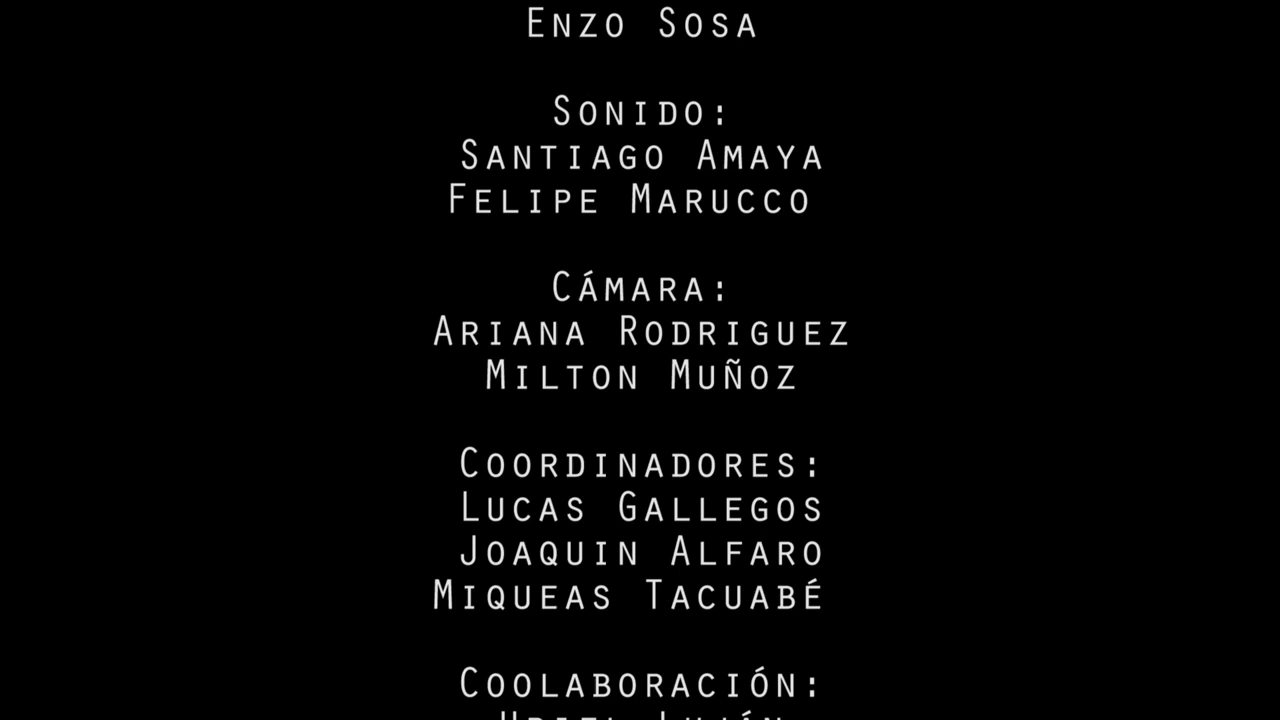 Enzo Sosa
Sonido:
Santiago Amaya
Felipe Marucco
Cámara:
Ariana Rodriguez
Milton Muñoz
Coordinadores:
Lucas Gallegos
Joaquin Alfaro
Miqueas Tacuabé
Coolaboración: